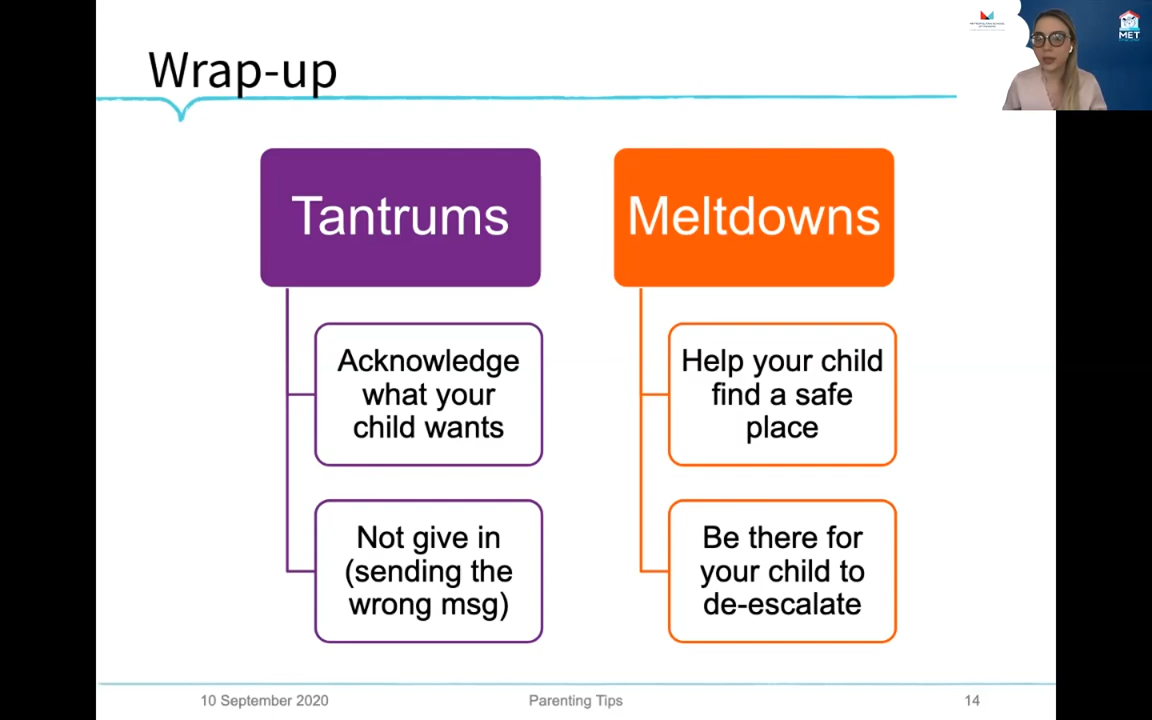 Wrap-up
MET
Tantrums
Meltdowns
Acknowledge
what your
child wants
Help your child
find a safe
place
Not give in
(sending the
wrong msg)
Be there for
your child to
de-escalate
10 September 2020
Parenting Tips
14